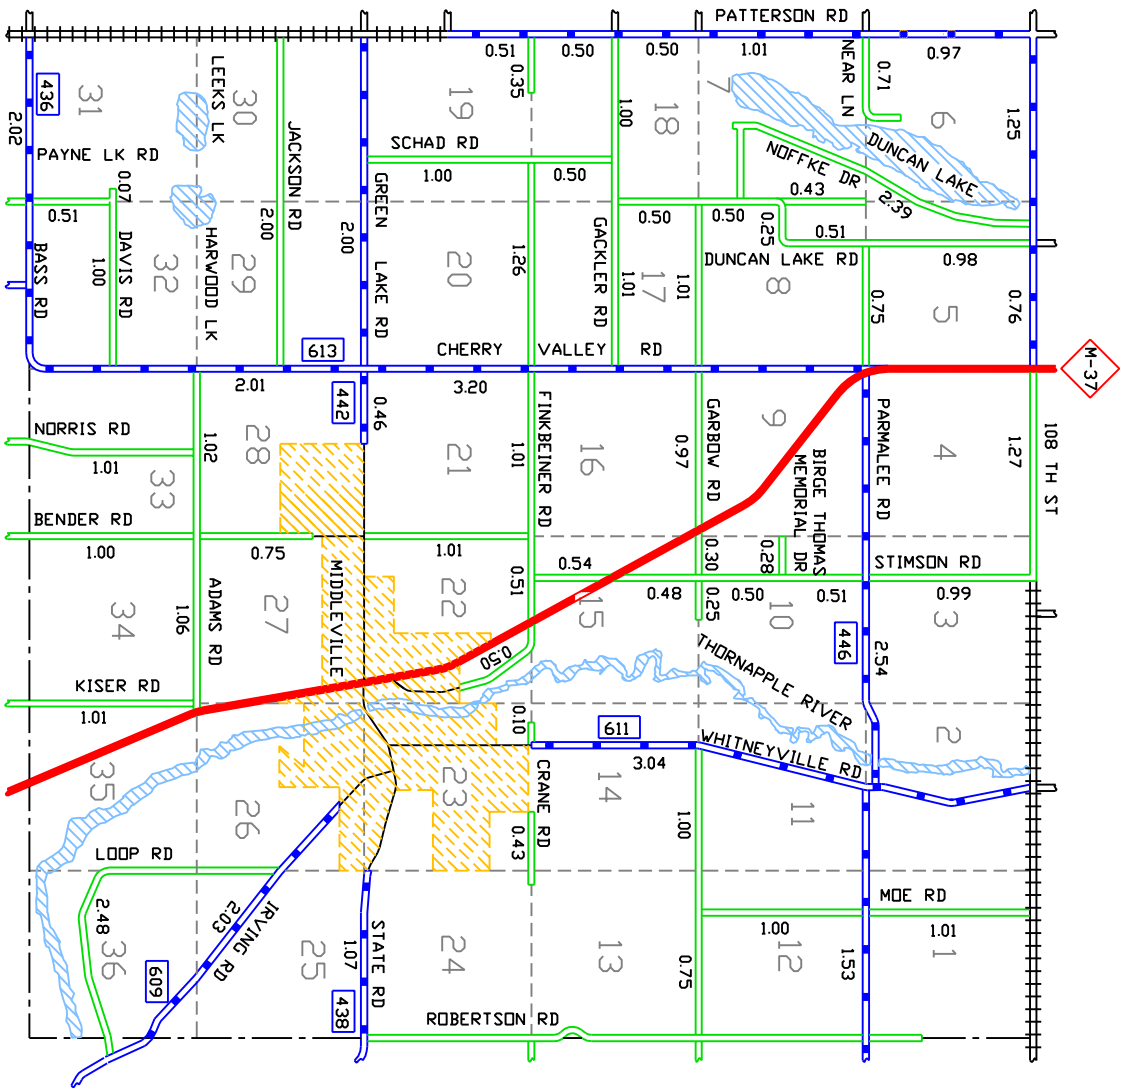 PATTERSON RD
0.51
0.50
0.50
1.01
0.97
436
31
LEEKS LK
30
19
0.35
18
1.00
7
NEAR LN
0.71
6
1.25
2.02
PAYNE LK RD
JACKSON RD
SCHAD RD
DUNCAN LAKE
NOFFKE DR
0.07
1.00
0.50
0.43
2.39
0.51
2.00
GREEN LAKE RD
2.00
GACKLER RD
0.50
0.50
0.25
0.51
BASS RD
1.00
DAVIS RD
32
HARWOOD LK
29
20
1.26
1.01
17
1.01
DUNCAN LAKE RD
8
0.98
0.75
5
0.76
613
CHERRY VALLEY RD
M-37
2.01
442
0.46
3.20
NORRIS RD
1.02
28
21
FINKBEINER RD
1.01
16
0.97
GARBOW RD
9
BIRGE THOMAS
MEMORIAL DR
PARMALEE RD
4
1.27
108 TH ST
1.01
33
BENDER RD
1.00
0.75
1.01
0.54
0.30
0.28
STIMSON RD
34
1.06
ADAMS RD
27
MIDDLEVILLE
22
0.51
15
0.48
0.25
0.50
10
0.51
0.99
3
446
2.54
0.50
THORNAPPLE RIVER
KISER RD
1.01
0.10
611
WHITNEYVILLE RD
2
3.04
35
26
23
CRANE RD
14
11
0.43
1.00
LOOP RD
MOE RD
2.48
2.03
IRVING RD
1.00
1.01
36
25
1.07
STATE RD
24
13
0.75
12
1.53
1
609
438
ROBERTSON RD